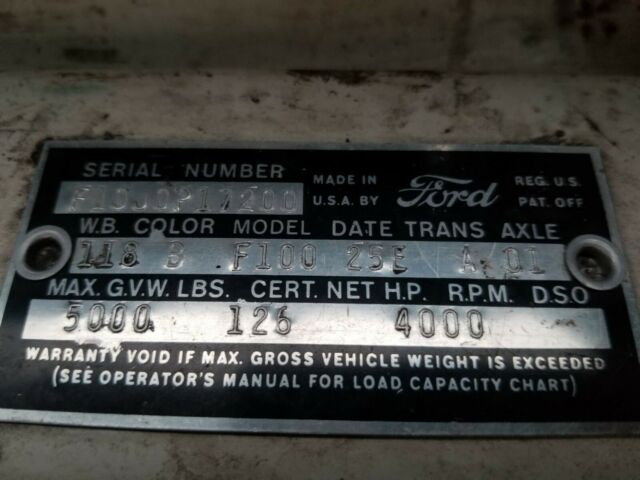 SERIAL NUMBER
MADE IN
U.S.A. BY
Ford
REG. U.S.
PAT. OFF
F10J0P17200
W.B. COLOR MODEL DATE TRANS AXLE
118 B F100 25E A 01
MAX. G.V.W. LBS. CERT. NET H.P. R.P.M. D.S.O
5000 126 4000
WARRANTY VOID IF MAX. GROSS VEHICLE WEIGHT IS EXCEEDED
(SEE OPERATOR'S MANUAL FOR LOAD CAPACITY CHART)